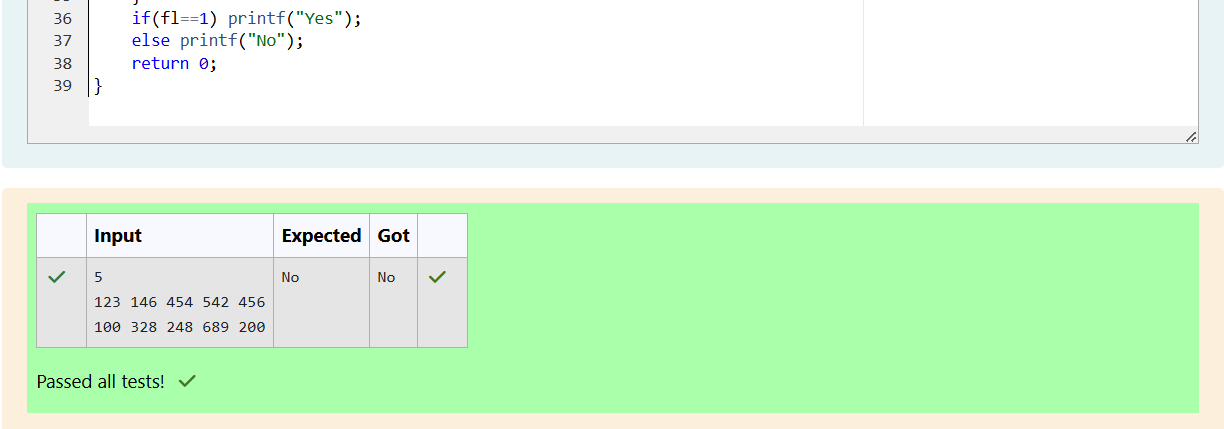 36 if(fl==1) printf("Yes");
37 else printf("No");
38 return 0;
39 }
Input Expected Got
5 No No
123 146 454 542 456
100 328 248 689 200
Passed all tests!